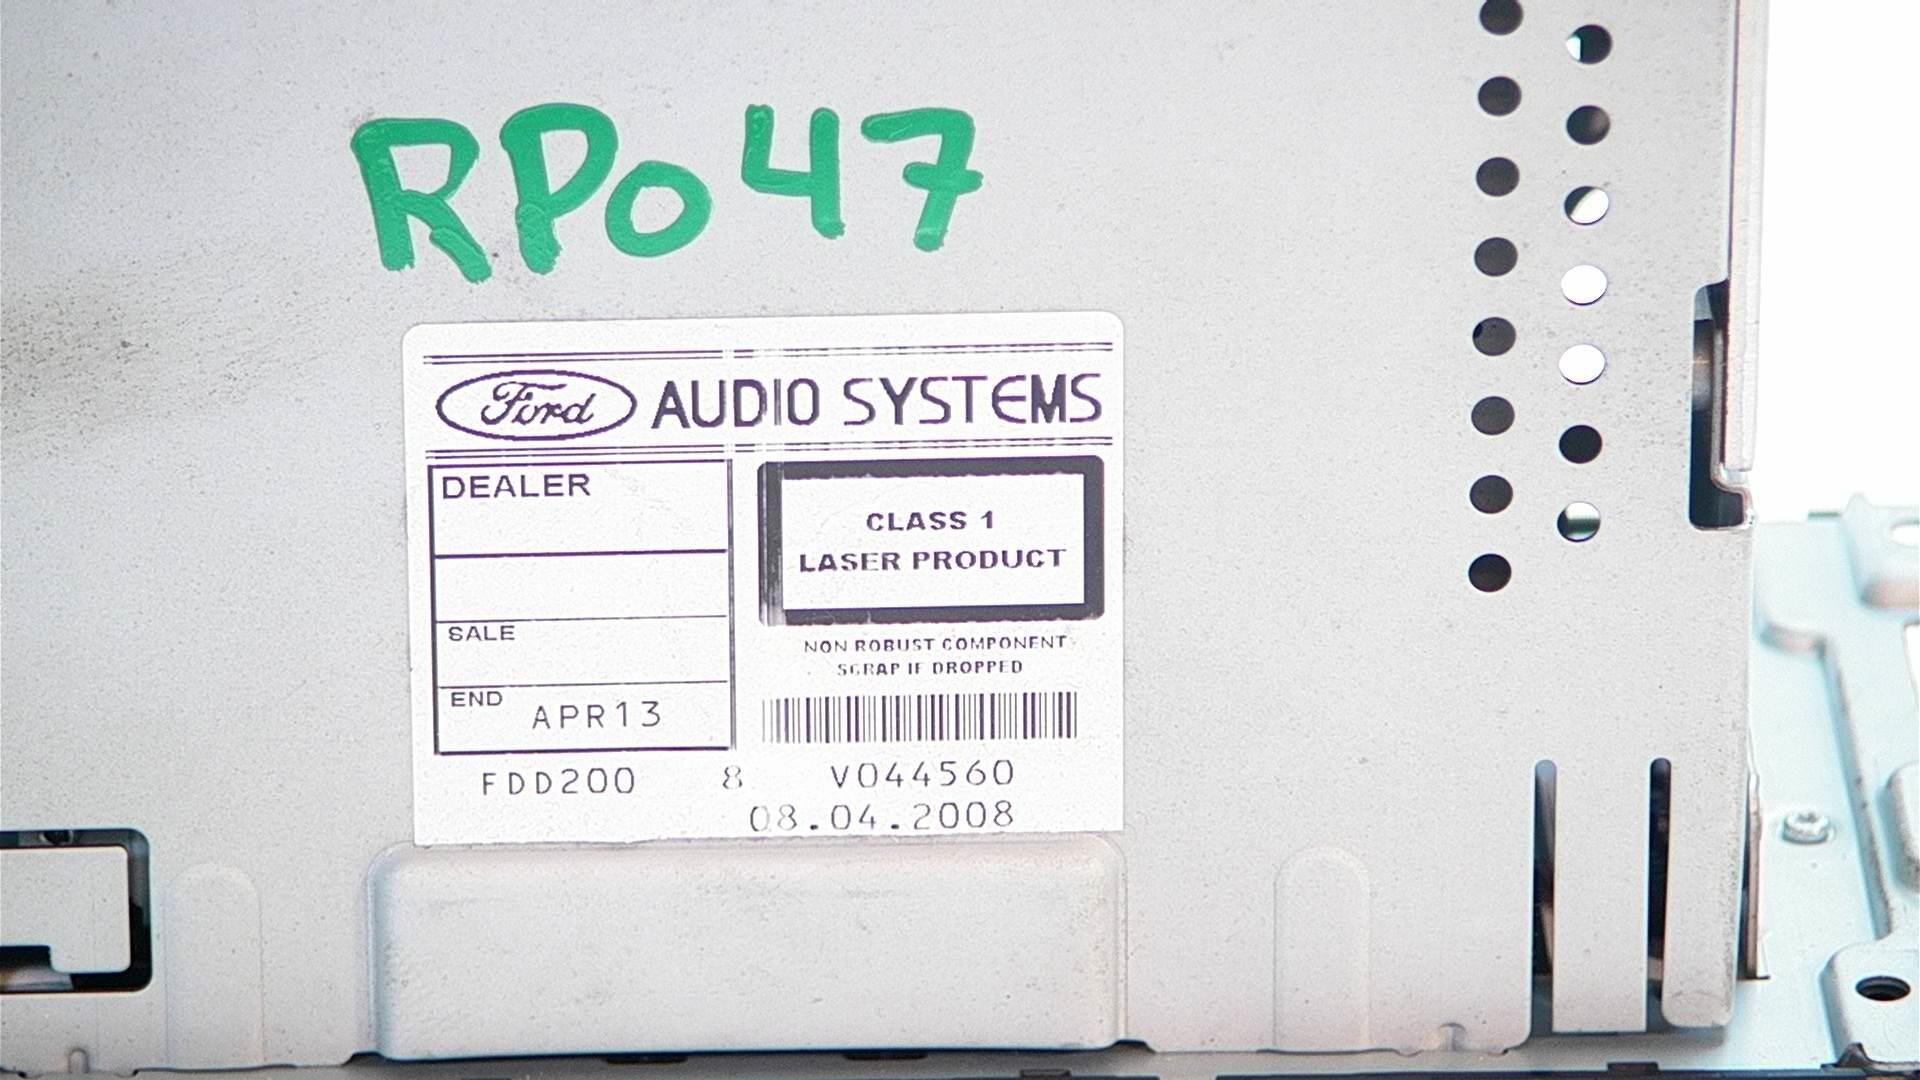 RPo47
Ford AUDIO SYSTEMS
DEALER
SALE
END APR13
CLASS 1
LASER PRODUCT
NON ROBUST COMPONENT
SCRAP IF DROPPED
FDD200 8 V044560
08.04.2008